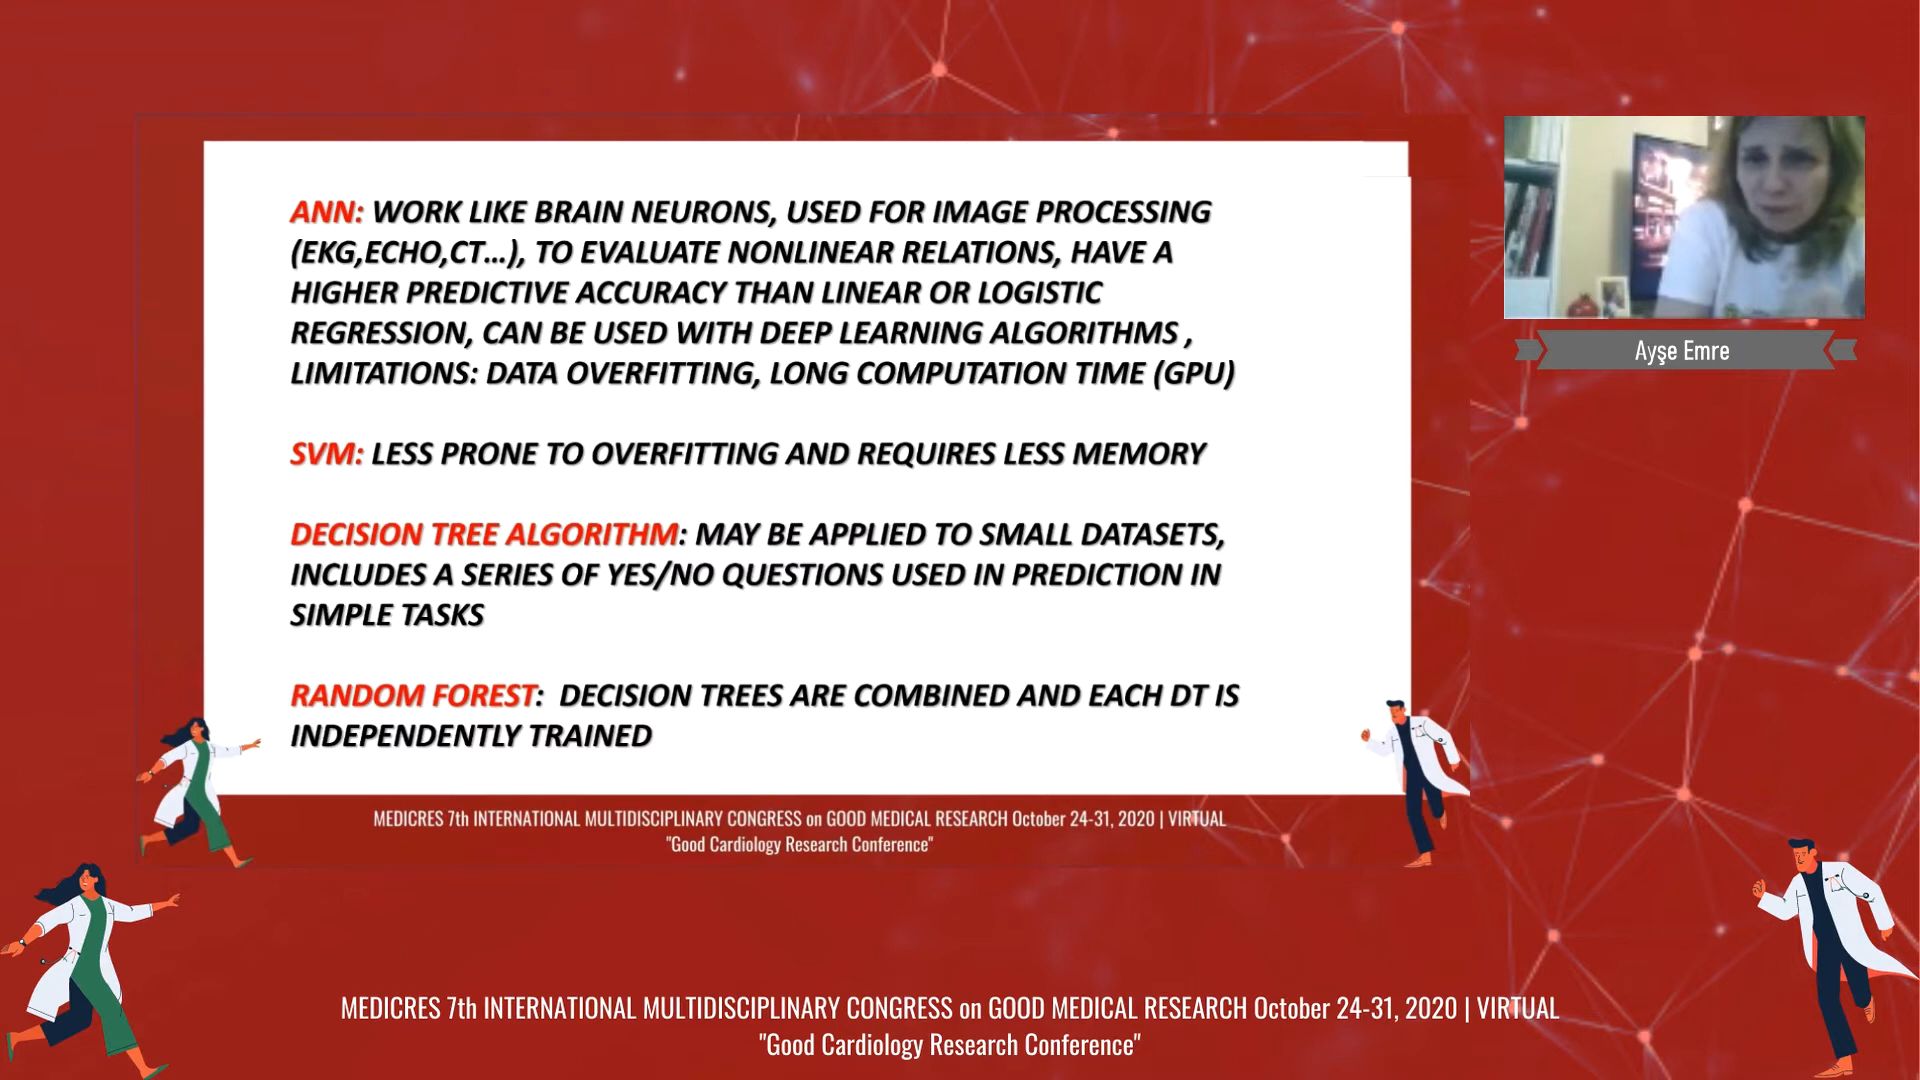 ANN: WORK LIKE BRAIN NEURONS, USED FOR IMAGE PROCESSING
(EKG,ECHO,CT...), TO EVALUATE NONLINEAR RELATIONS, HAVE A
HIGHER PREDICTIVE ACCURACY THAN LINEAR OR LOGISTIC
REGRESSION, CAN BE USED WITH DEEP LEARNING ALGORITHMS ,
LIMITATIONS: DATA OVERFITTING, LONG COMPUTATION TIME (GPU)
SVM: LESS PRONE TO OVERFITTING AND REQUIRES LESS MEMORY
DECISION TREE ALGORITHM: MAY BE APPLIED TO SMALL DATASETS,
INCLUDES A SERIES OF YES/NO QUESTIONS USED IN PREDICTION IN
SIMPLE TASKS
RANDOM FOREST: DECISION TREES ARE COMBINED AND EACH DT IS
INDEPENDENTLY TRAINED
MEDICRES 7th INTERNATIONAL MULTIDISCIPLINARY CONGRESS on GOOD MEDICAL RESEARCH October 24-31, 2020 | VIRTUAL
"Good Cardiology Research Conference"
Ayşe Emre
MEDICRES 7th INTERNATIONAL MULTIDISCIPLINARY CONGRESS on GOOD MEDICAL RESEARCH October 24-31, 2020 | VIRTUAL
"Good Cardiology Research Conference"